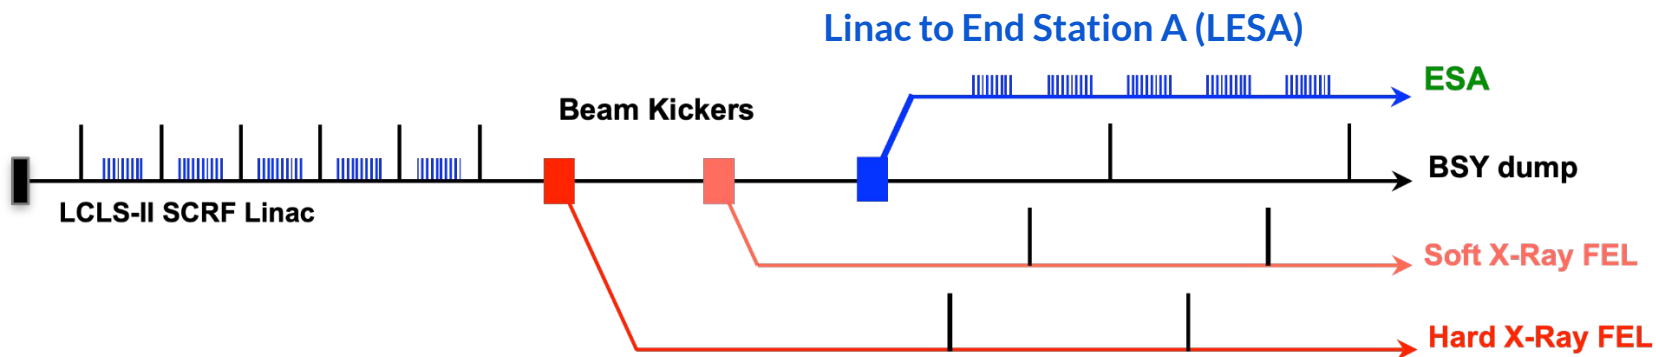 Linac to End Station A (LESA)
ESA
Beam Kickers
BSY dump
LCLS-II SCRF Linac
Soft X-Ray FEL
Hard X-Ray FEL